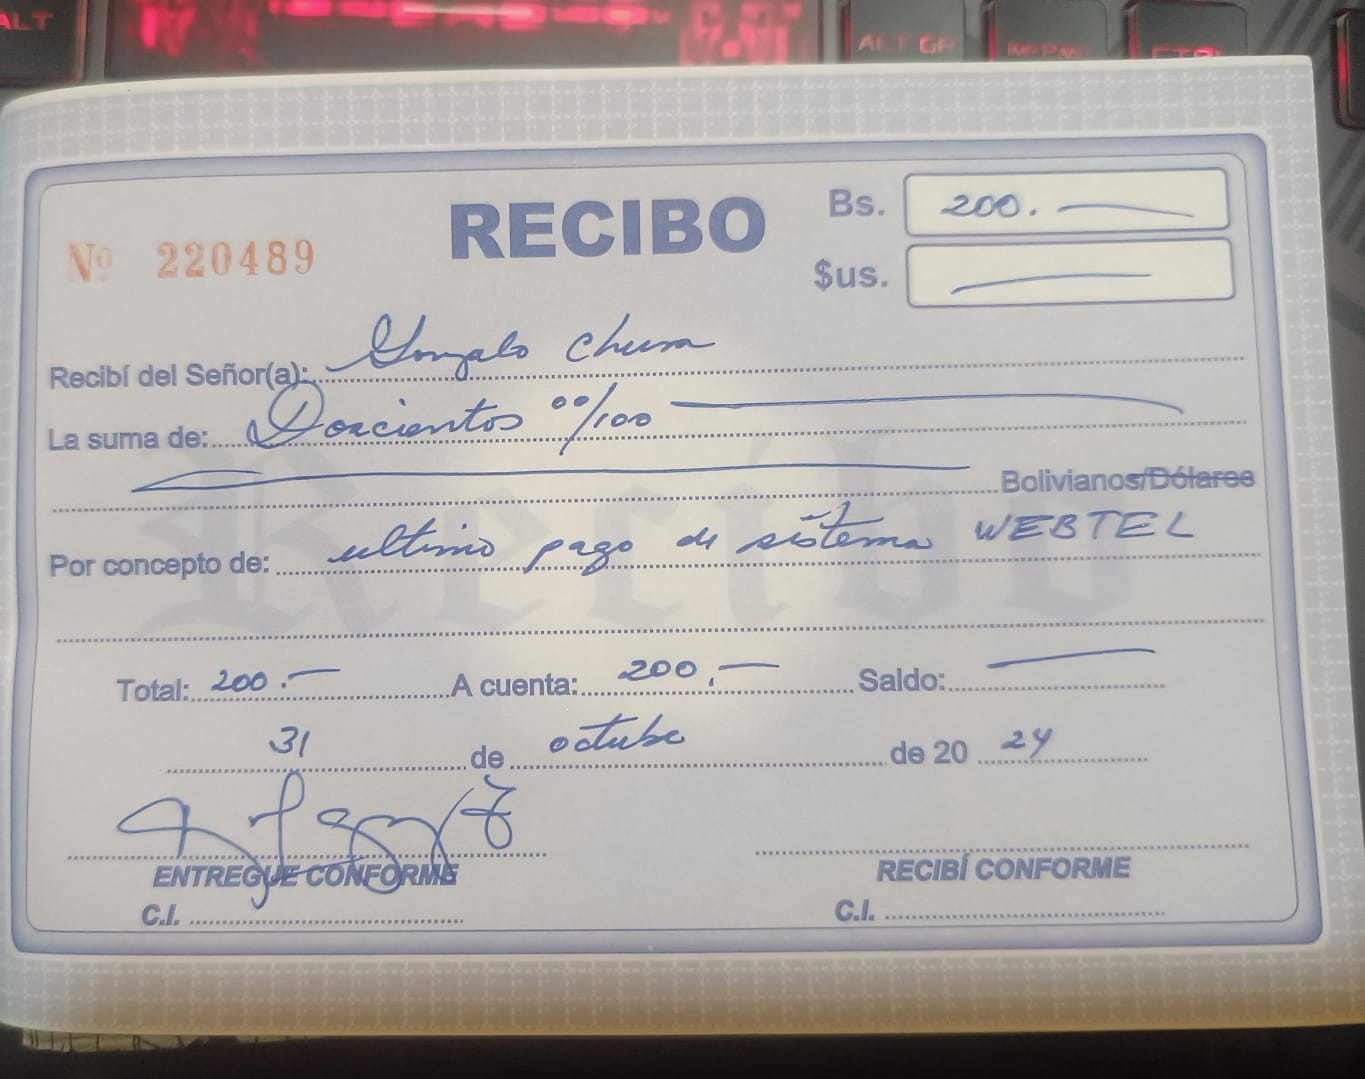 ALT
ALT GR
IMP PANT
CTRL
RECIBO
Nº 220489
Bs. 200.
$us.
Recibí del Señor(a): Gonzalo Chura
La suma de: Doscientos 00/100
Bolivianos/Dólares
Por concepto de: ultimo pago de sistema WEBTEL
Total: 200.- A cuenta: 200.- Saldo:
31 de octubre de 20 24
ENTREGUE CONFORME
RECIBÍ CONFORME
C.I.
C.I.
Recibo